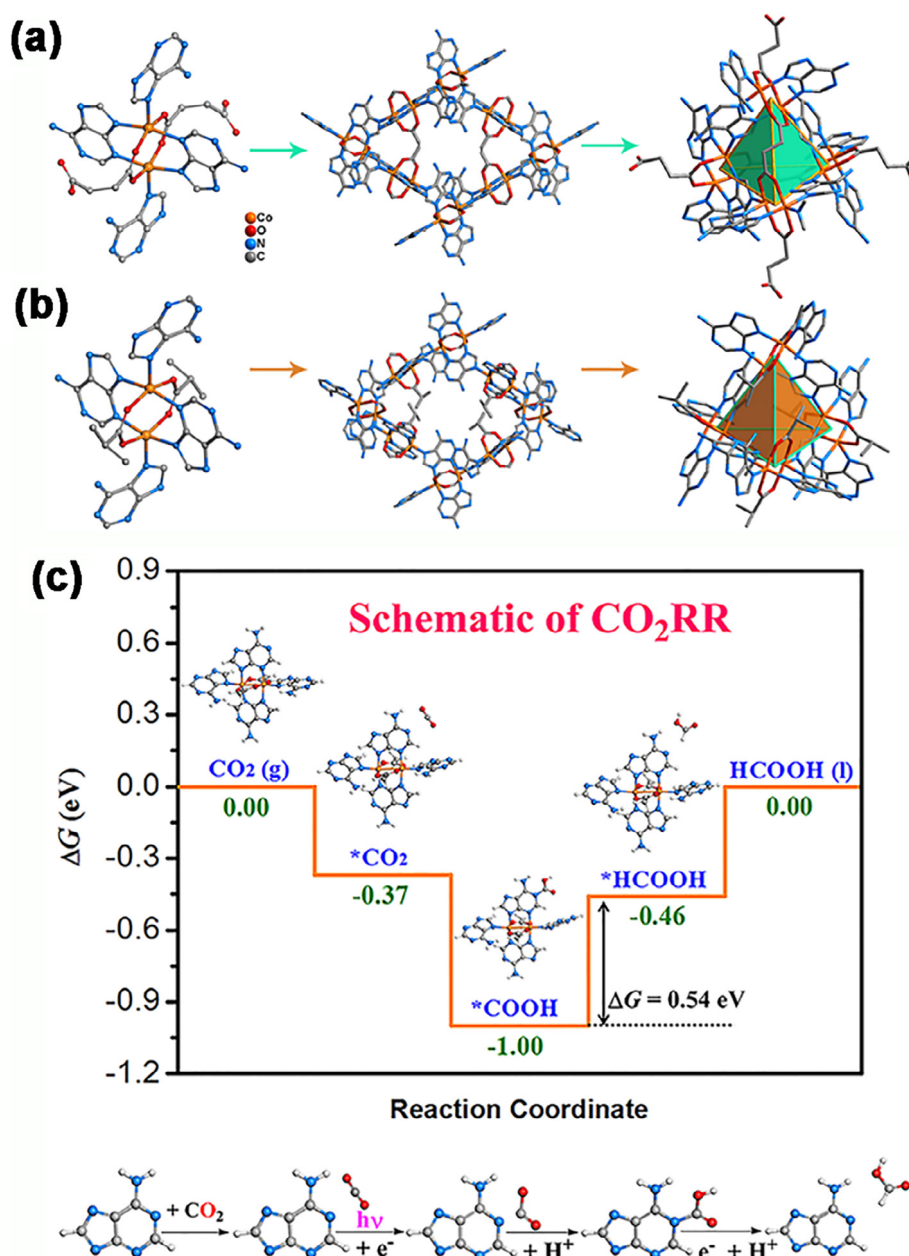 (a)
Co
O
N
C
(b)
(c)
Schematic of CO₂RR
0.9
0.6
0.3
0.0
-0.3
-0.6
-0.9
-1.2
ΔG (eV)
CO₂ (g)
0.00
*CO₂
-0.37
*COOH
-1.00
*HCOOH
-0.46
HCOOH (l)
0.00
ΔG = 0.54 eV
Reaction Coordinate
+ CO₂
hν
+ e⁻
+ H⁺
e⁻ + H⁺